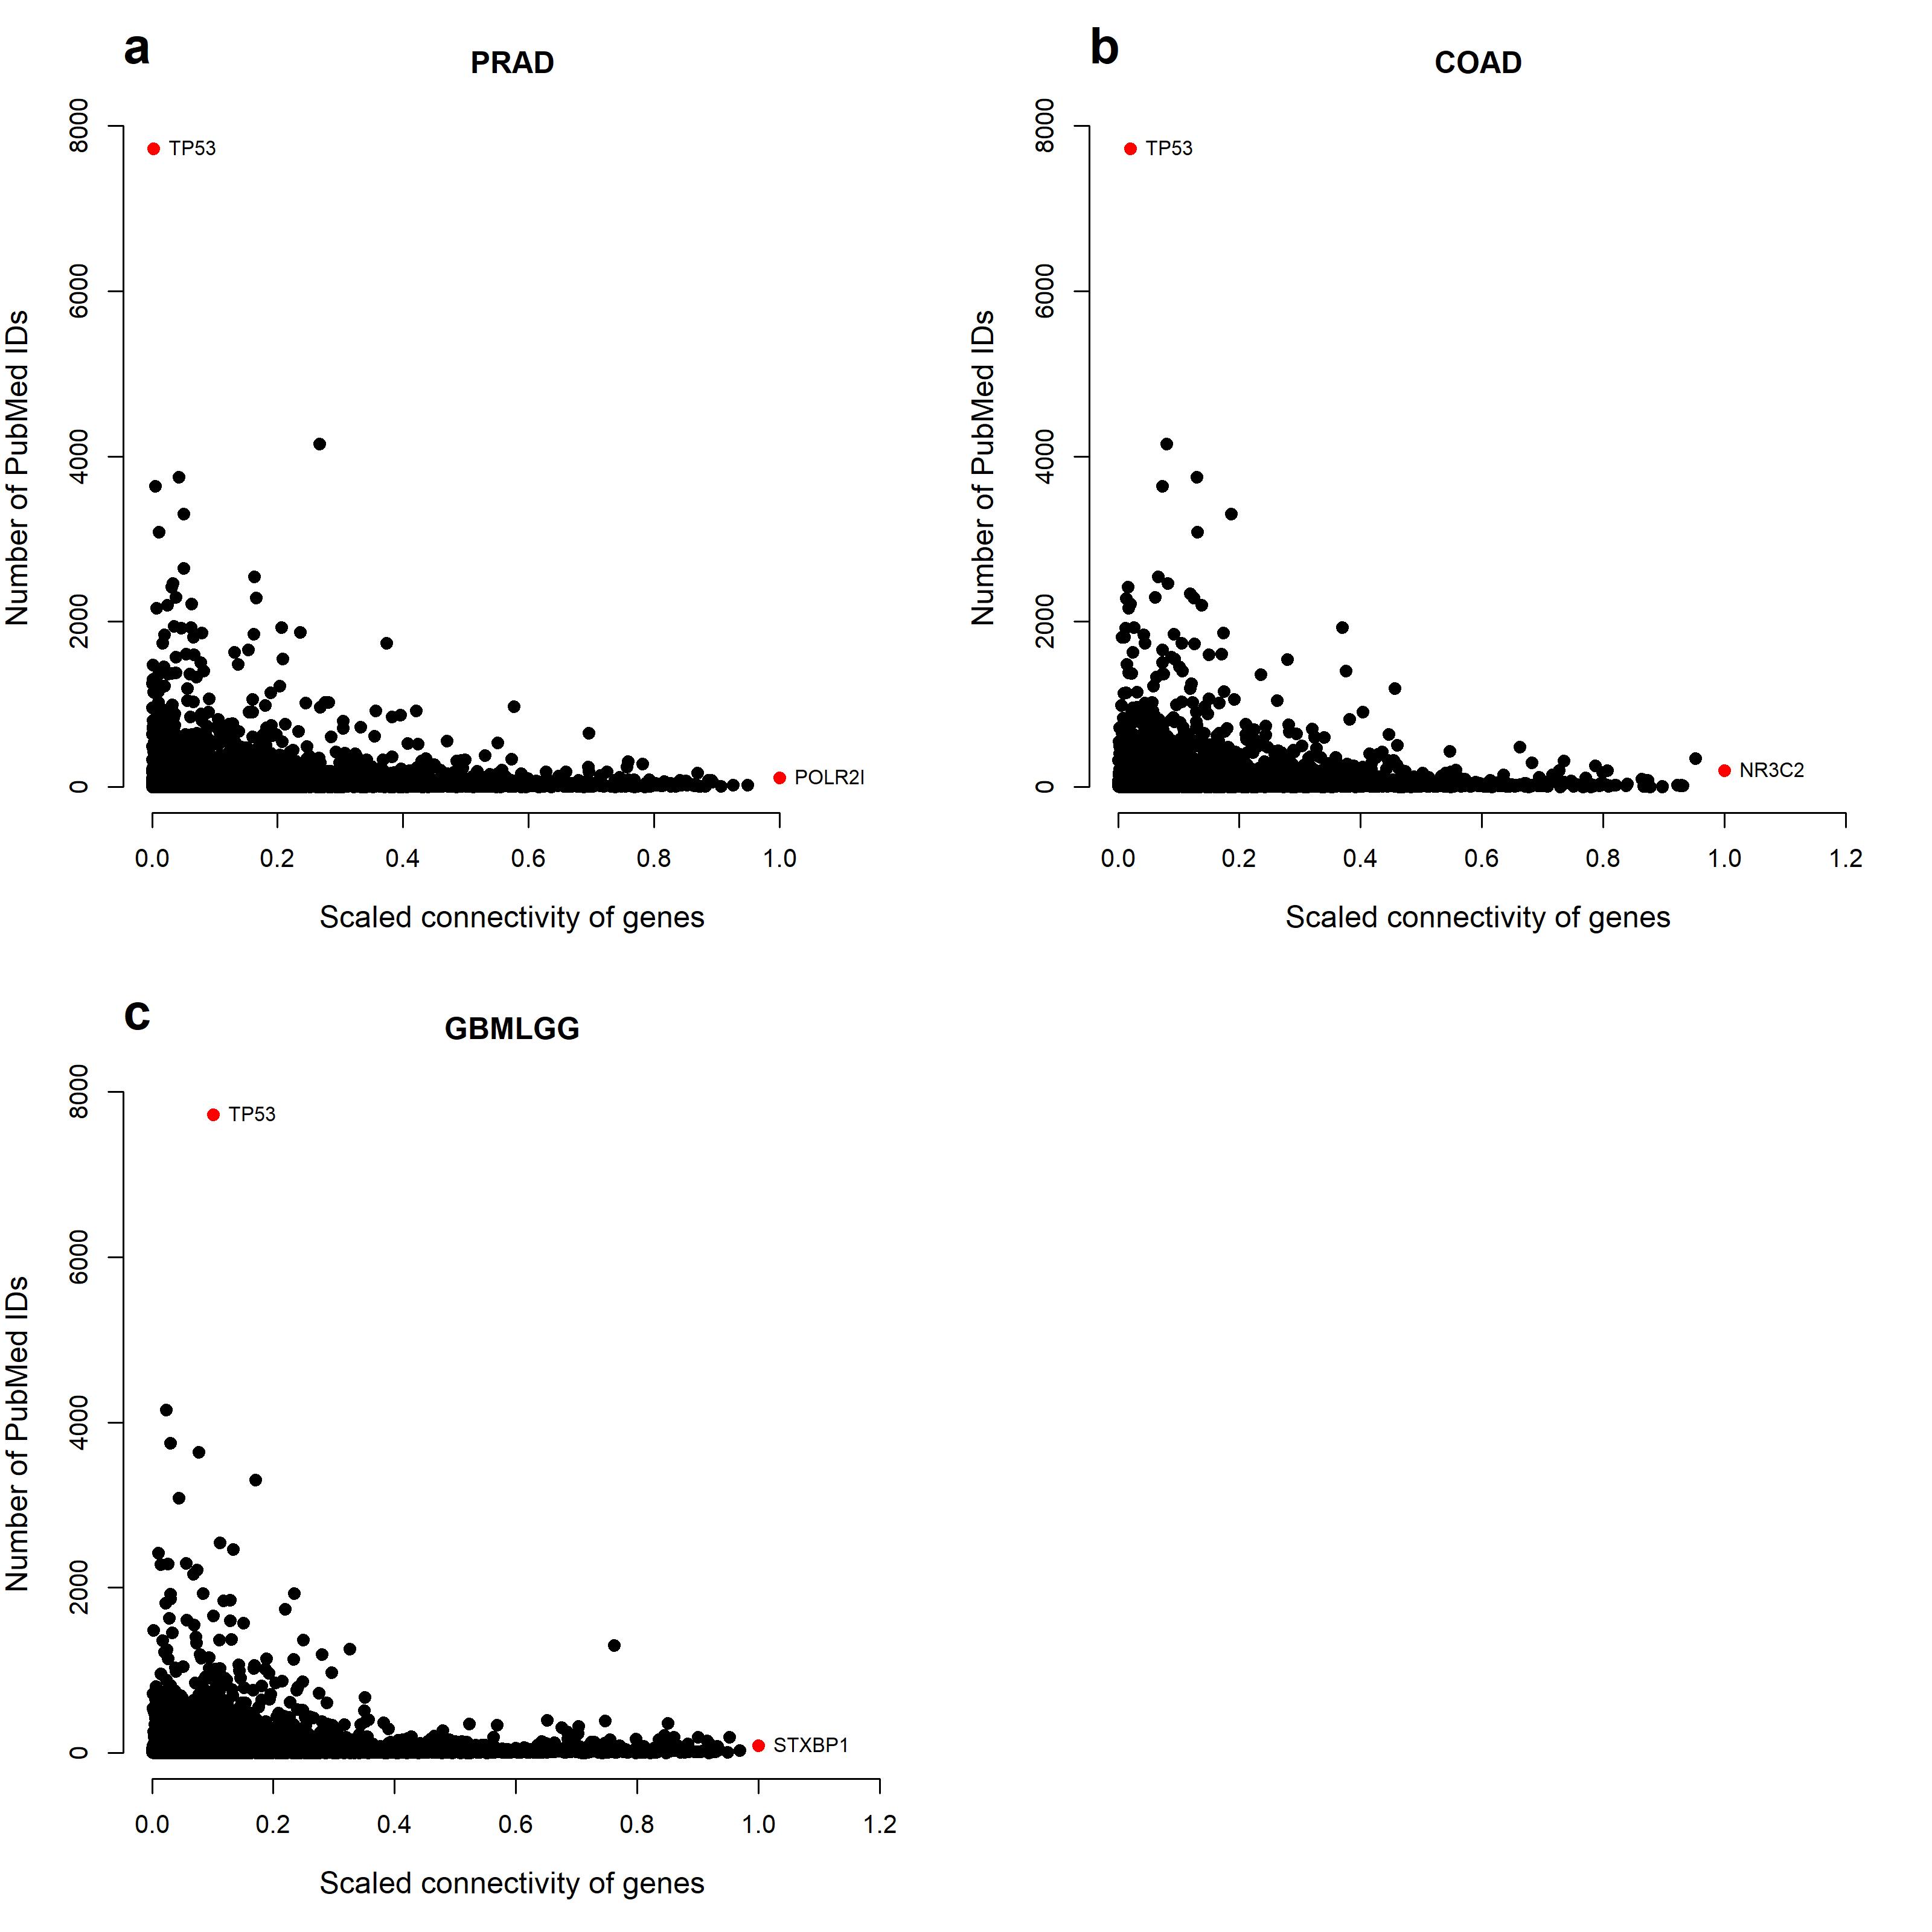 a
PRAD
8000
6000
4000
2000
0
Number of PubMed IDs
TP53
POLR2I
0.0 0.2 0.4 0.6 0.8 1.0
Scaled connectivity of genes
b
COAD
8000
6000
4000
2000
0
Number of PubMed IDs
TP53
NR3C2
0.0 0.2 0.4 0.6 0.8 1.0 1.2
Scaled connectivity of genes
c
GBMLGG
8000
6000
4000
2000
0
Number of PubMed IDs
TP53
STXBP1
0.0 0.2 0.4 0.6 0.8 1.0 1.2
Scaled connectivity of genes